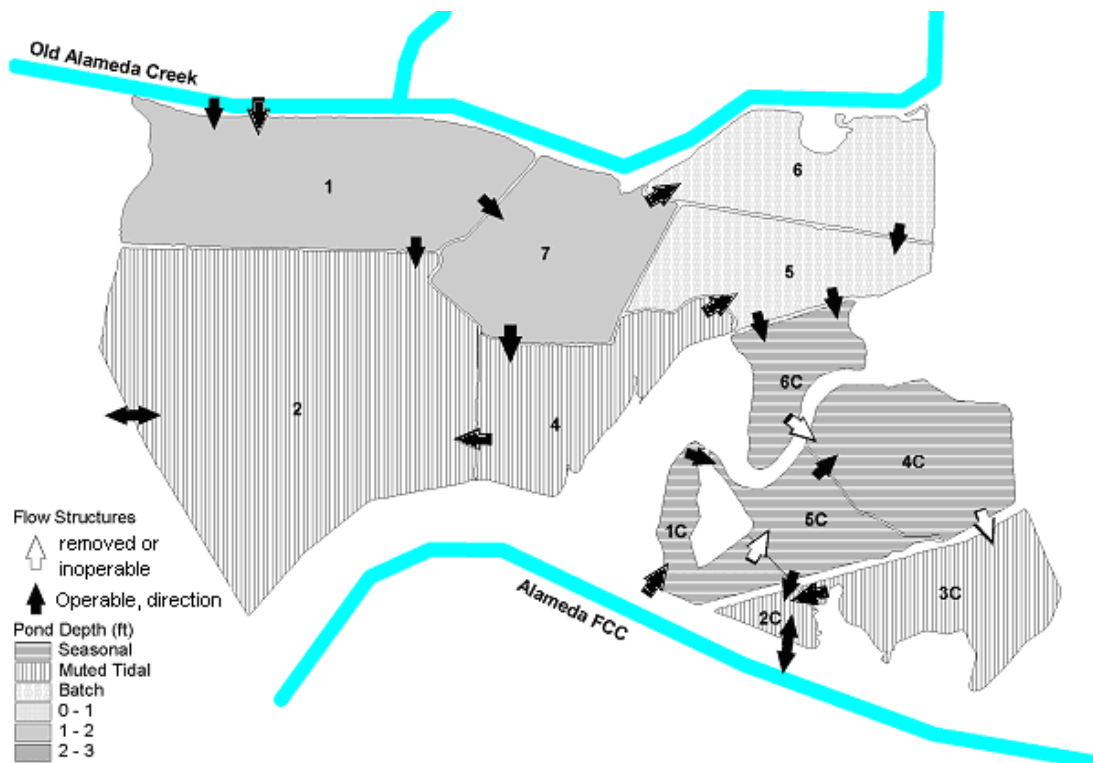 Old Alameda Creek
1
6
7
5
2
4
6C
4C
1C
5C
3C
2C
Alameda FCC
Flow Structures
removed or
inoperable
Operable, direction
Pond Depth (ft)
Seasonal
Muted Tidal
Batch
0 - 1
1 - 2
2 - 3